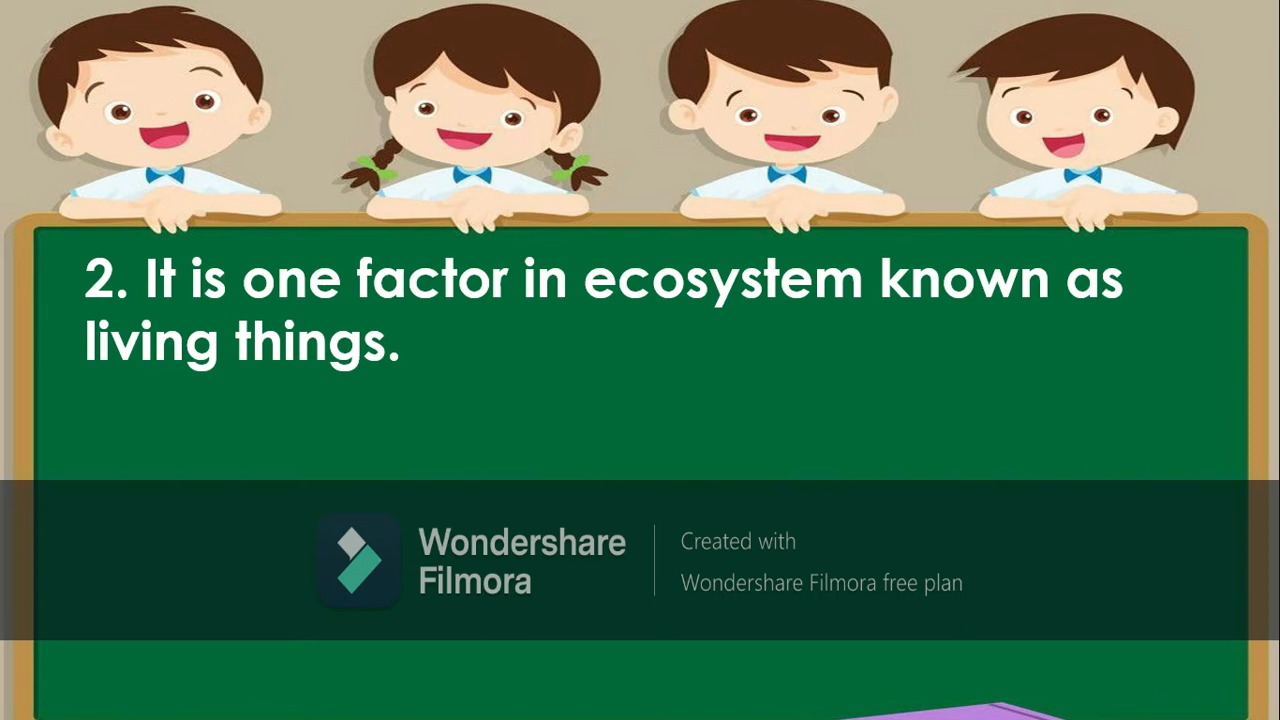 2. It is one factor in ecosystem known as
living things.
Wondershare
Filmora
Created with
Wondershare Filmora free plan